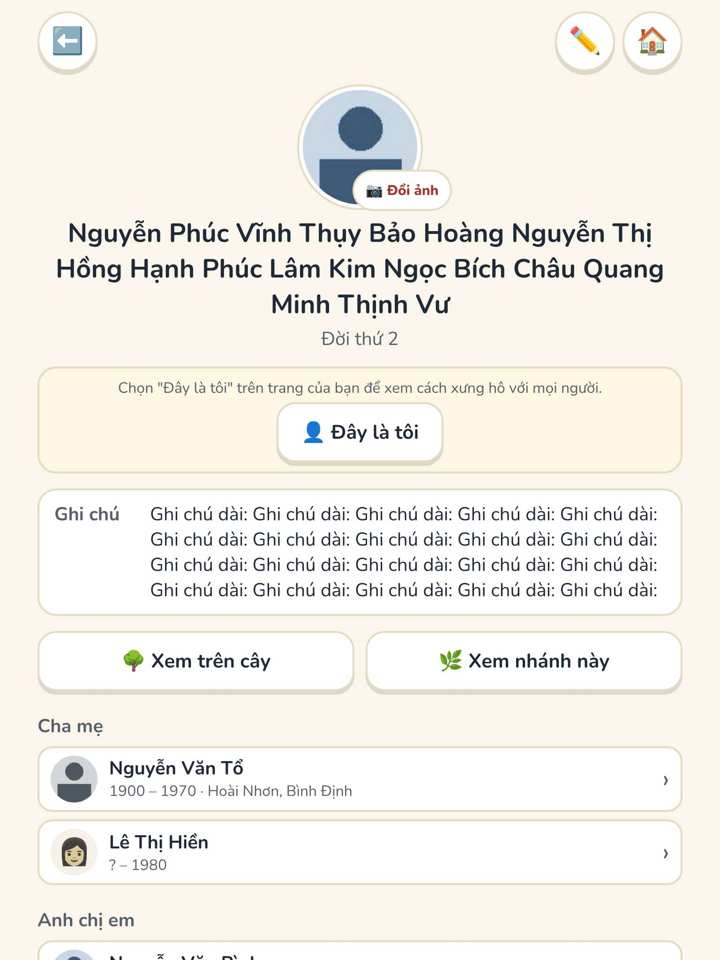 Đổi ảnh
Nguyễn Phúc Vĩnh Thụy Bảo Hoàng Nguyễn Thị
Hồng Hạnh Phúc Lâm Kim Ngọc Bích Châu Quang
Minh Thịnh Vư
Đời thứ 2
Chọn "Đây là tôi" trên trang của bạn để xem cách xưng hô với mọi người.
Đây là tôi
Ghi chú
Ghi chú dài: Ghi chú dài: Ghi chú dài: Ghi chú dài: Ghi chú dài:
Ghi chú dài: Ghi chú dài: Ghi chú dài: Ghi chú dài: Ghi chú dài:
Ghi chú dài: Ghi chú dài: Ghi chú dài: Ghi chú dài: Ghi chú dài:
Ghi chú dài: Ghi chú dài: Ghi chú dài: Ghi chú dài: Ghi chú dài:
Xem trên cây
Xem nhánh này
Cha mẹ
Nguyễn Văn Tổ
1900 – 1970 · Hoài Nhơn, Bình Định
Lê Thị Hiền
? – 1980
Anh chị em